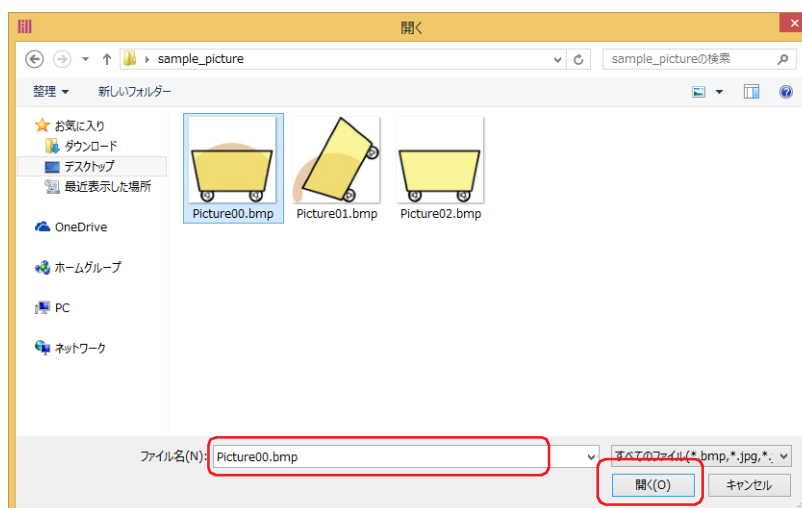 lill
開く
sample_picture
sample_pictureの検索
整理
新しいフォルダー
お気に入り
ダウンロード
デスクトップ
最近表示した場所
OneDrive
ホームグループ
PC
ネットワーク
Picture00.bmp
Picture01.bmp
Picture02.bmp
ファイル名(N):
Picture00.bmp
すべてのファイル(*.bmp,*.jpg,*.
開く(O)
キャンセル